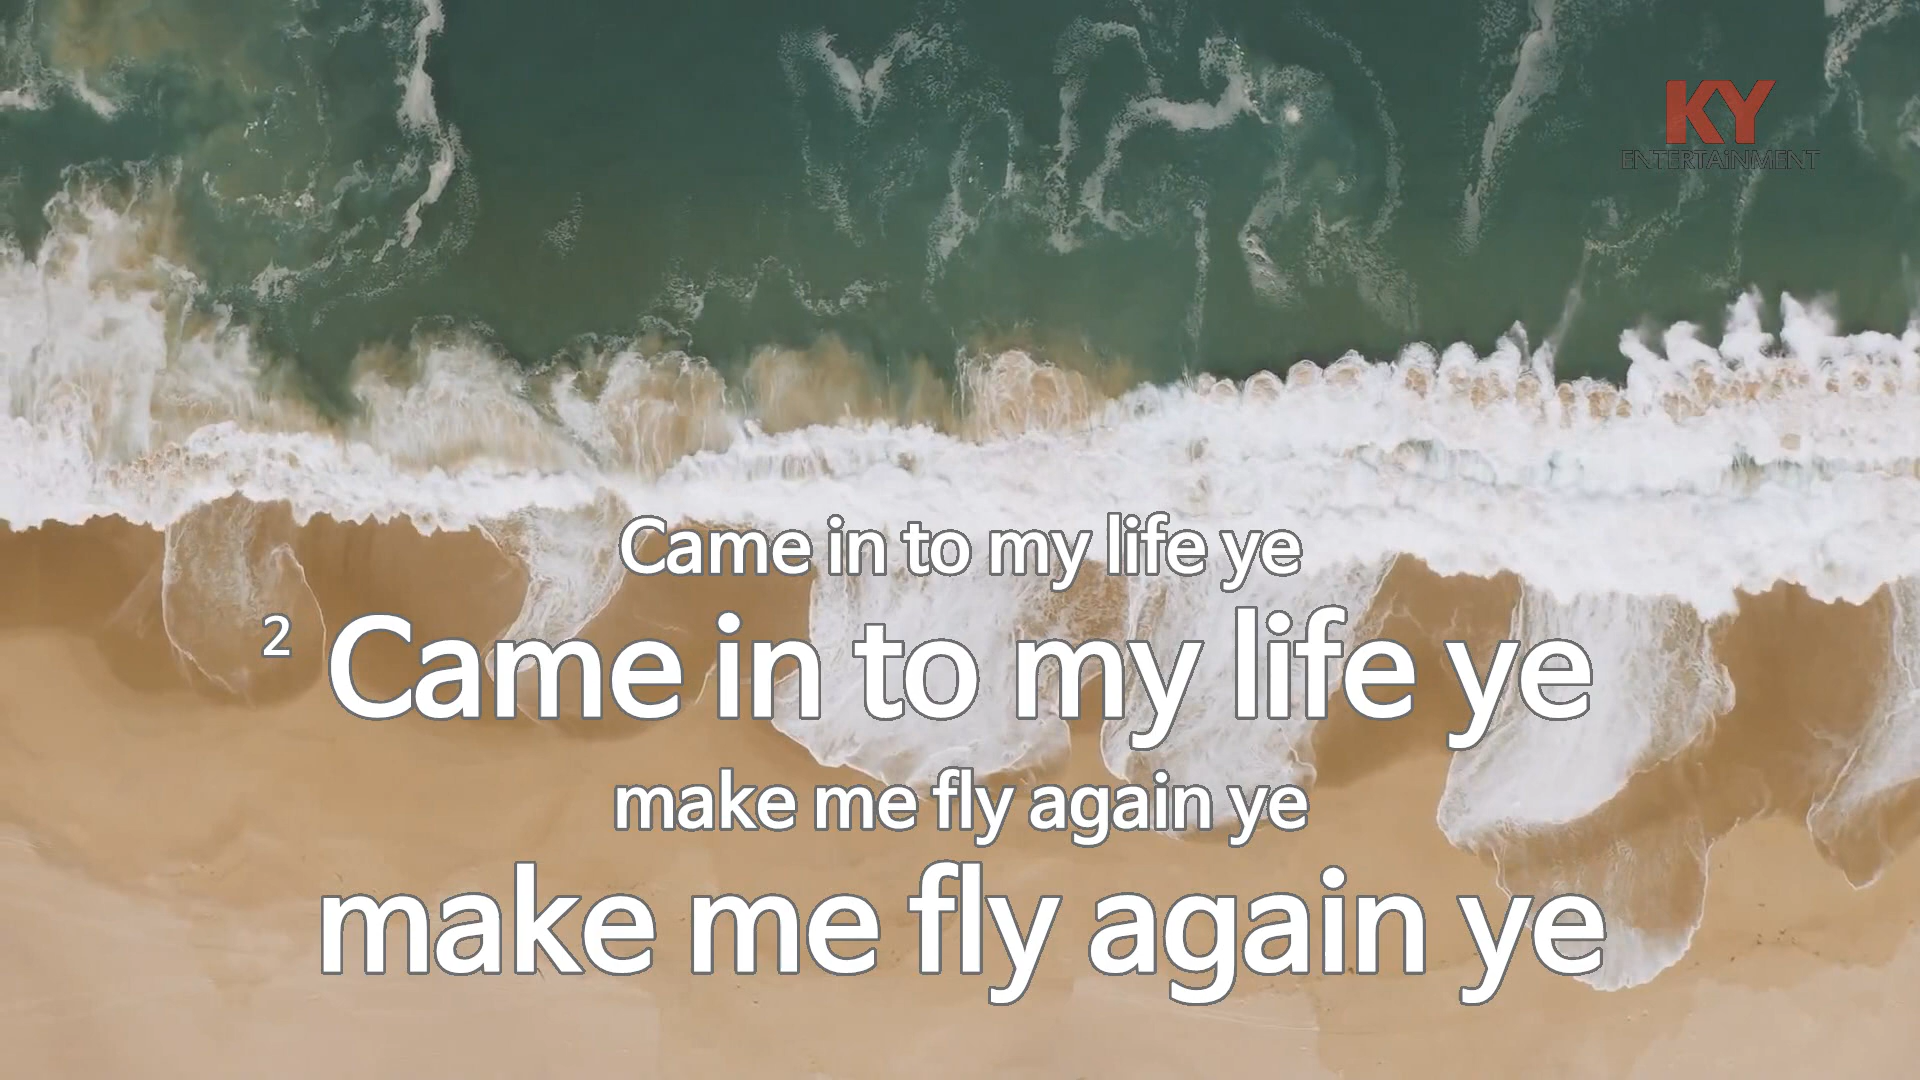 KY
ENTERTAiNMENT
Came in to my life ye
2 Came in to my life ye
make me fly again ye
make me fly again ye